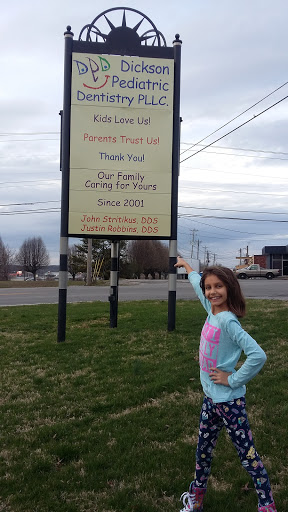 DPD Dickson
Pediatric
Dentistry PLLC.
Kids Love Us!
Parents Trust Us!
Thank You!
Our Family
Caring for Yours
Since 2001
John Stritikus, DDS
Justin Robbins, DDS